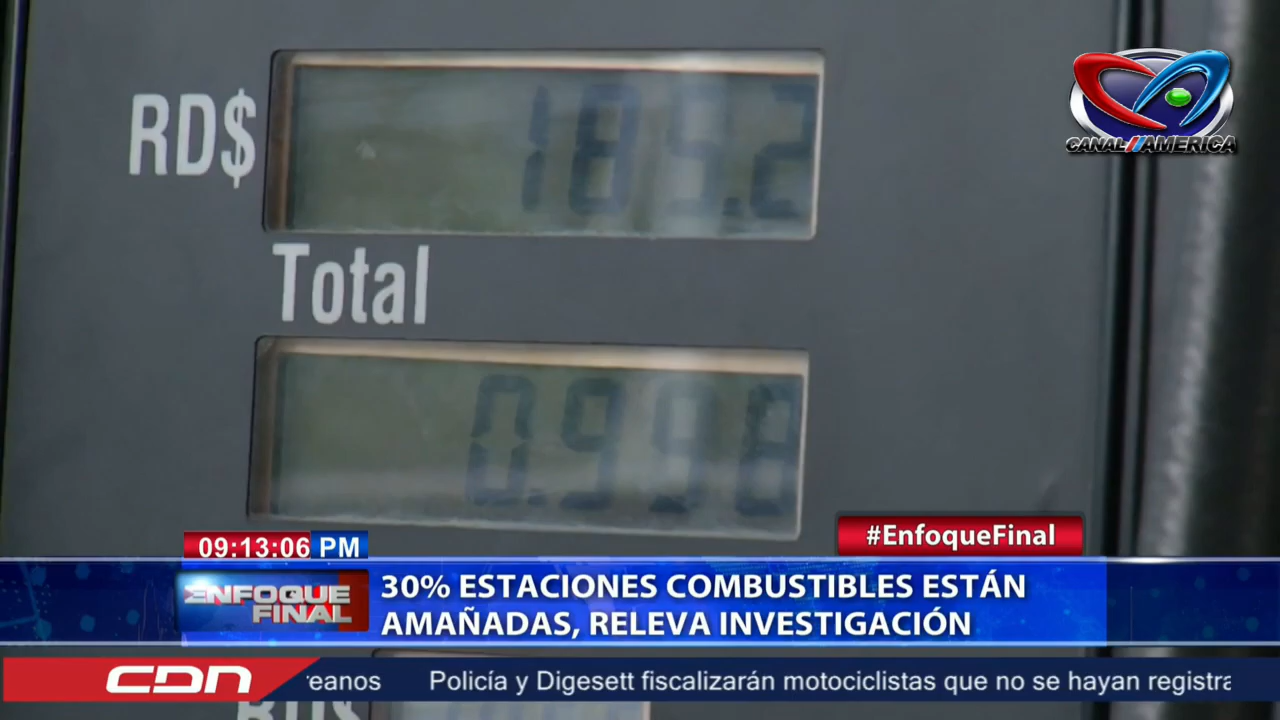 RD$
189.2
Total
0.998
CANAL//AMERICA
#EnfoqueFinal
09:13:06 PM
ENFOQUE FINAL
30% ESTACIONES COMBUSTIBLES ESTÁN
AMAÑADAS, RELEVA INVESTIGACIÓN
CDN
reanos Policía y Digesett fiscalizarán motociclistas que no se hayan registra
RD$